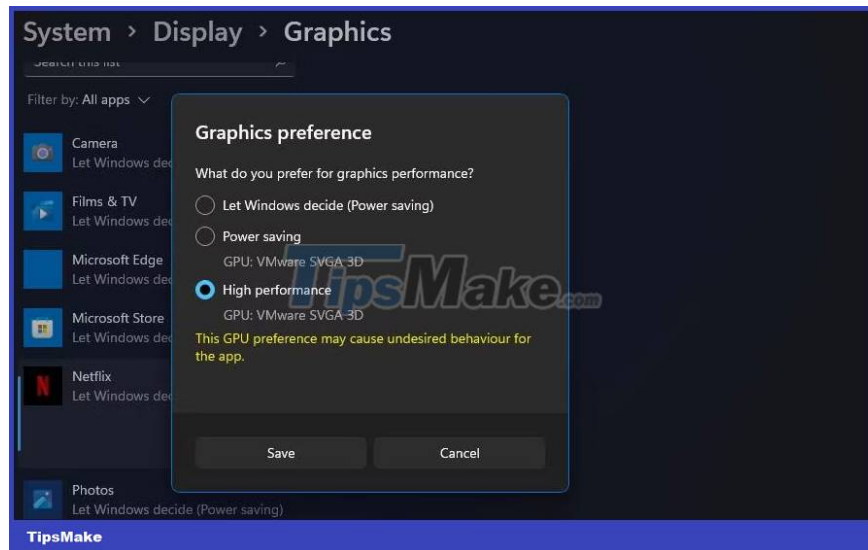 System > Display > Graphics
Search this list
Filter by: All apps
Graphics preference
What do you prefer for graphics performance?
Let Windows decide (Power saving)
Power saving
GPU: VMware SVGA 3D
High performance
GPU: VMware SVGA 3D
This GPU preference may cause undesired behaviour for
the app.
Save
Cancel
Camera
Let Windows dec
Films & TV
Let Windows dec
Microsoft Edge
Let Windows dec
Microsoft Store
Let Windows dec
Netflix
Let Windows dec
Photos
Let Windows decide (Power saving)
TipsMake.com
TipsMake